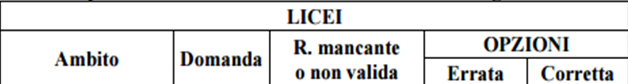 LICEI
Ambito Domanda R. mancante o non valida OPZIONI
Errata Corretta